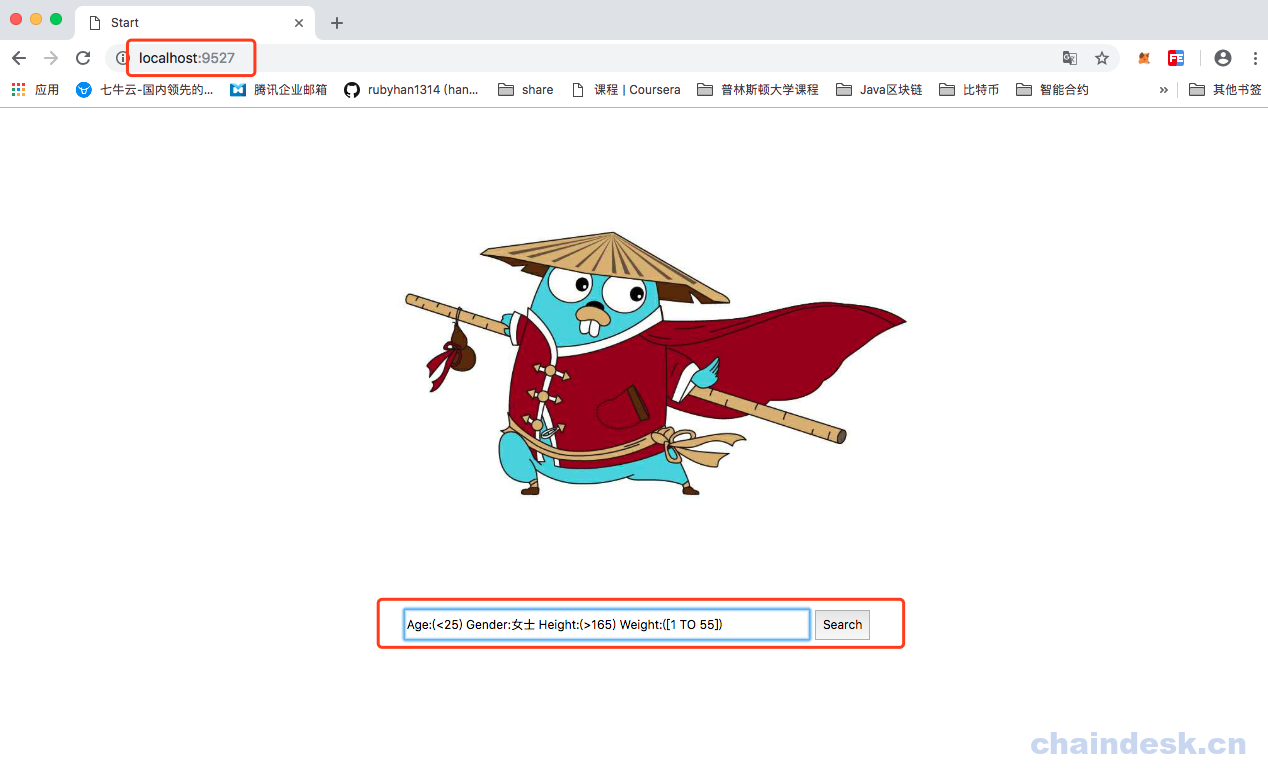 Start
localhost:9527
应用 七牛云-国内领先的... 腾讯企业邮箱 rubyhan1314 (han... share 课程 | Coursera 普林斯顿大学课程 Java区块链 比特币 智能合约 » 其他书签
Age:(<25) Gender:女士 Height:(>165) Weight:([1 TO 55]) Search
chaindesk.cn